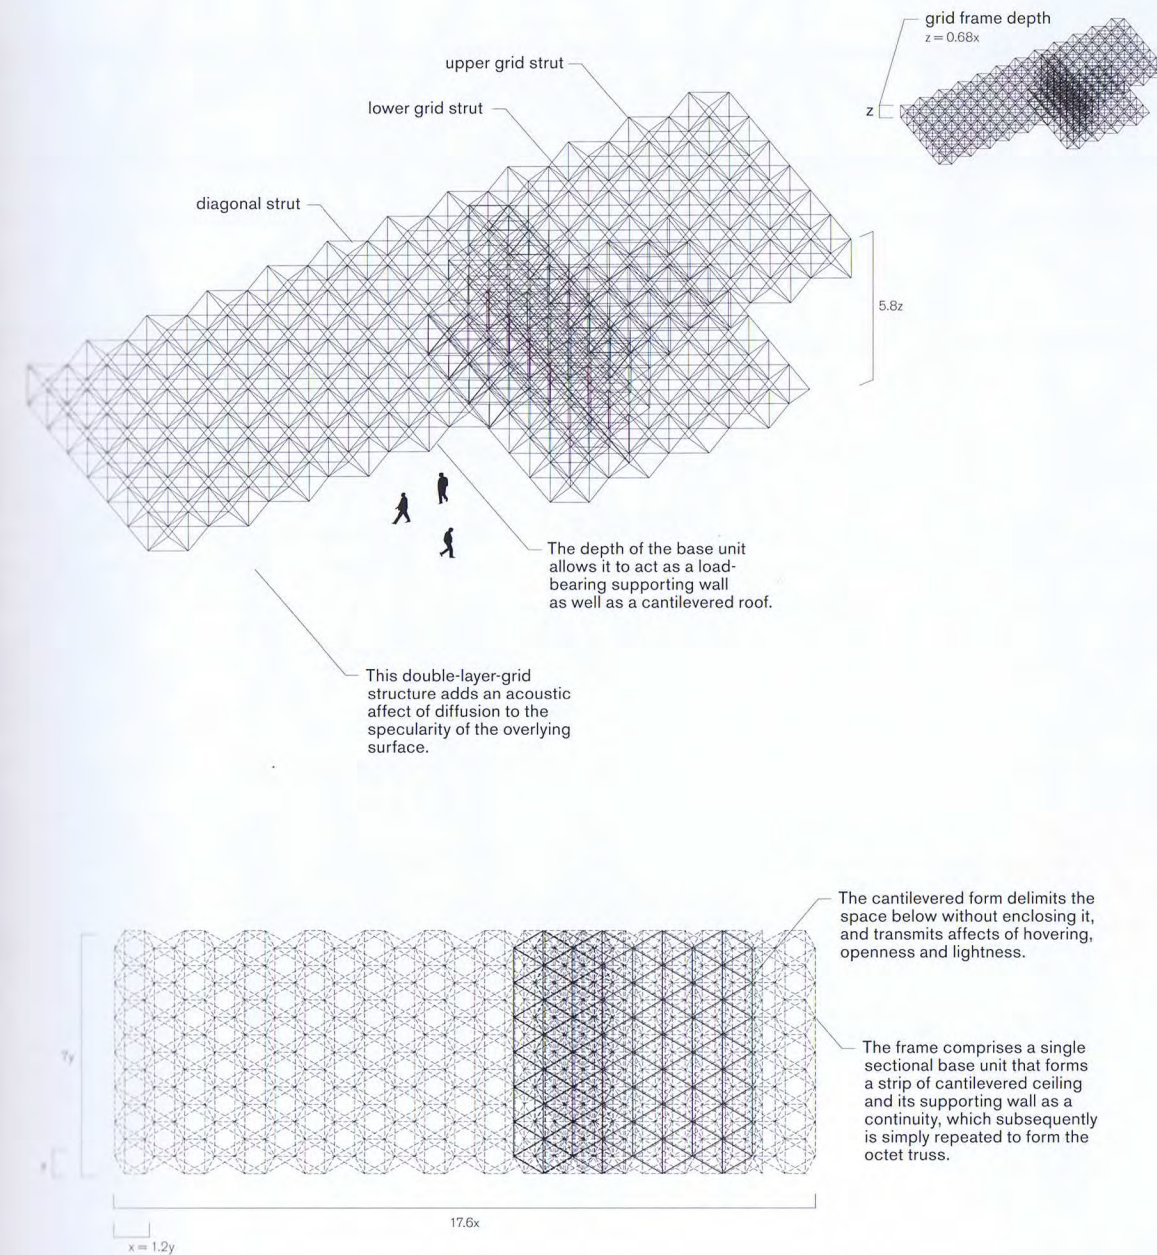 grid frame depth
z = 0.68x
z
upper grid strut
lower grid strut
diagonal strut
5.8z
The depth of the base unit
allows it to act as a load-
bearing supporting wall
as well as a cantilevered roof.
This double-layer-grid
structure adds an acoustic
affect of diffusion to the
specularity of the overlying
surface.
The cantilevered form delimits the
space below without enclosing it,
and transmits affects of hovering,
openness and lightness.
7y
The frame comprises a single
sectional base unit that forms
a strip of cantilevered ceiling
and its supporting wall as a
continuity, which subsequently
is simply repeated to form the
octet truss.
17.6x
x = 1.2y